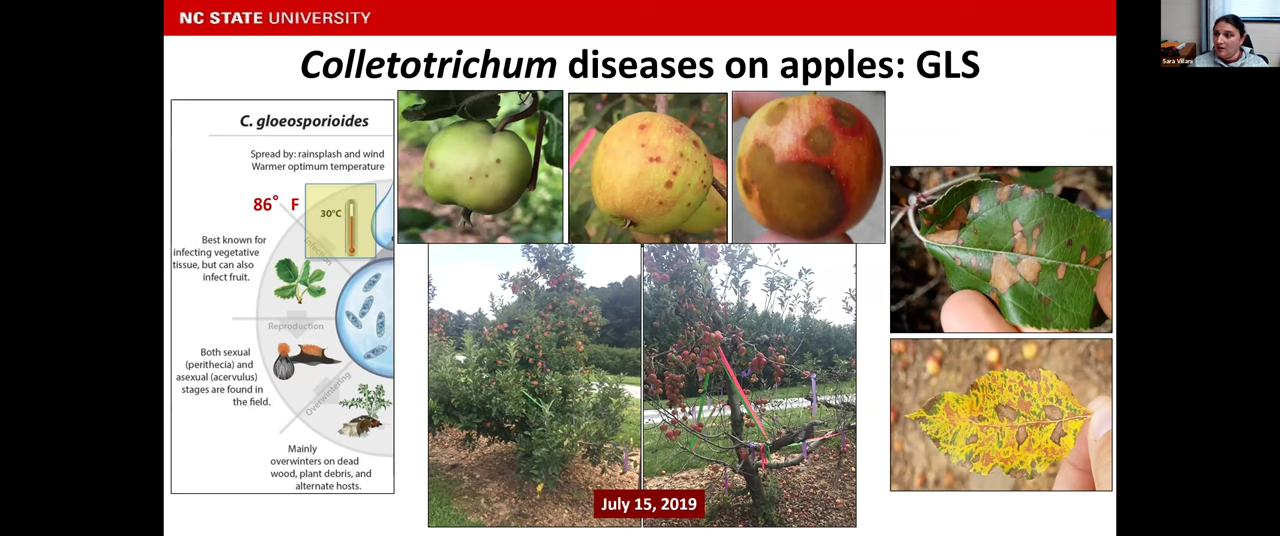 NC STATE UNIVERSITY
Colletotrichum diseases on apples: GLS
C. gloeosporioides
Spread by: rainsplash and wind
Warmer optimum temperature
86° F
30°C
Infection
Best known for
infecting vegetative
tissue, but can also
infect fruit.
Reproduction
Both sexual
(perithecia) and
asexual (acervulus)
stages are found in
the field.
Overwintering
Mainly
overwinters on dead
wood, plant debris, and
alternate hosts.
July 15, 2019
Sara Villani